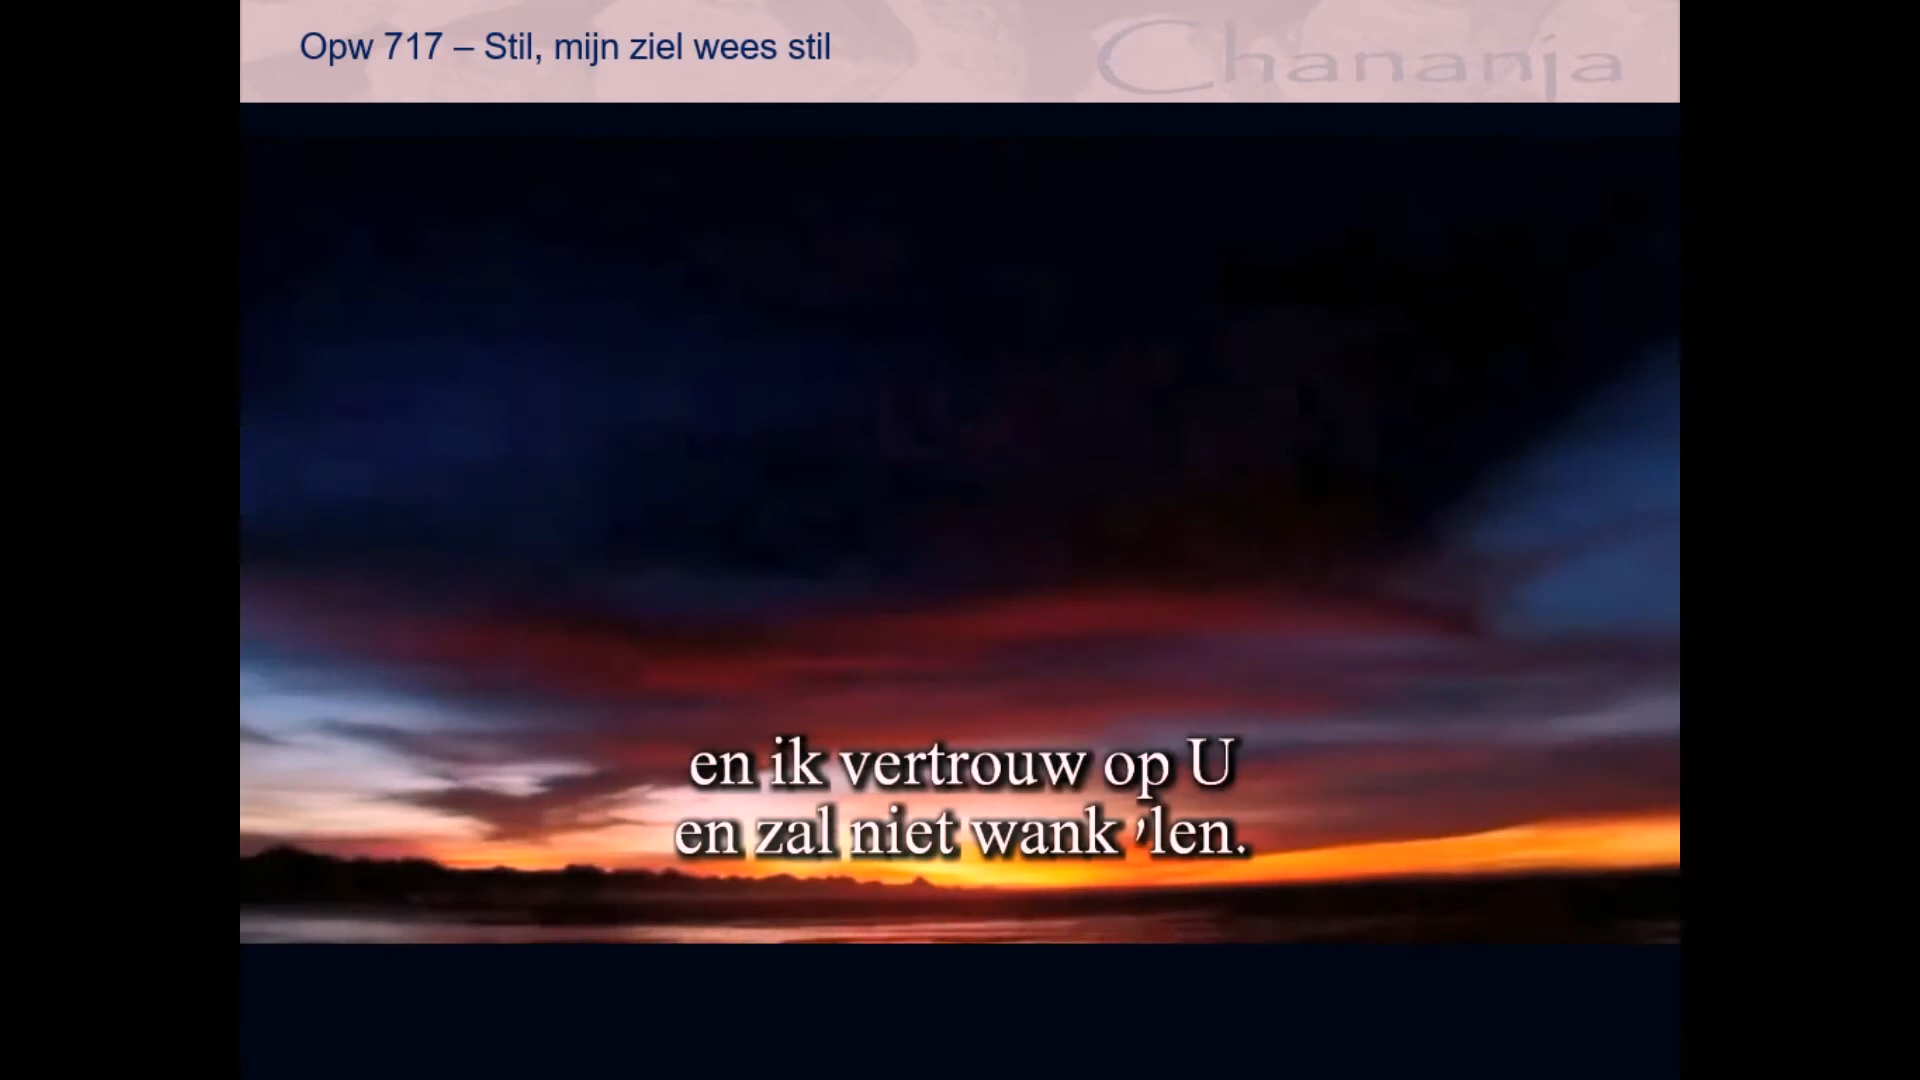 Opw 717 – Stil, mijn ziel wees stil
Chananja
en ik vertrouw op U
en zal niet wank 'len.